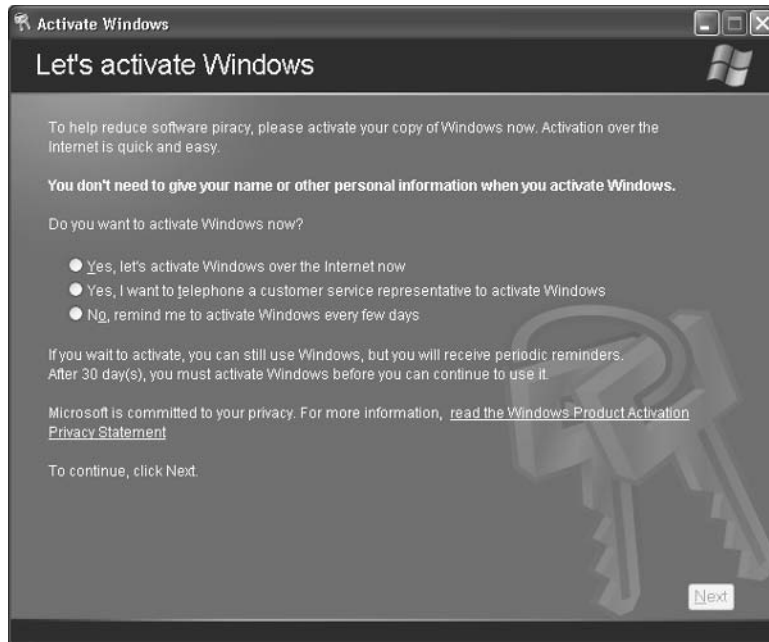 Activate Windows
Let's activate Windows
To help reduce software piracy, please activate your copy of Windows now. Activation over the
Internet is quick and easy.
You don't need to give your name or other personal information when you activate Windows.
Do you want to activate Windows now?
Yes, let's activate Windows over the Internet now
Yes, I want to telephone a customer service representative to activate Windows
No, remind me to activate Windows every few days
If you wait to activate, you can still use Windows, but you will receive periodic reminders.
After 30 day(s), you must activate Windows before you can continue to use it.
Microsoft is committed to your privacy. For more information, read the Windows Product Activation
Privacy Statement
To continue, click Next.
Next